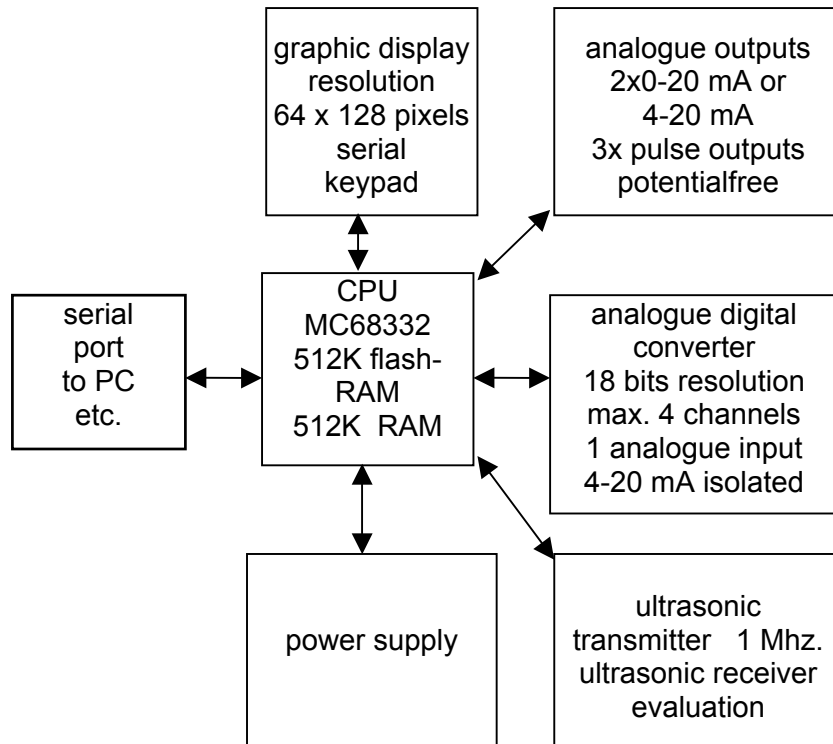 graphic display
resolution
64 x 128 pixels
serial
keypad
analogue outputs
2x0-20 mA or
4-20 mA
3x pulse outputs
potentialfree
serial
port
to PC
etc.
CPU
MC68332
512K flash-
RAM
512K RAM
analogue digital
converter
18 bits resolution
max. 4 channels
1 analogue input
4-20 mA isolated
power supply
ultrasonic
transmitter 1 Mhz.
ultrasonic receiver
evaluation